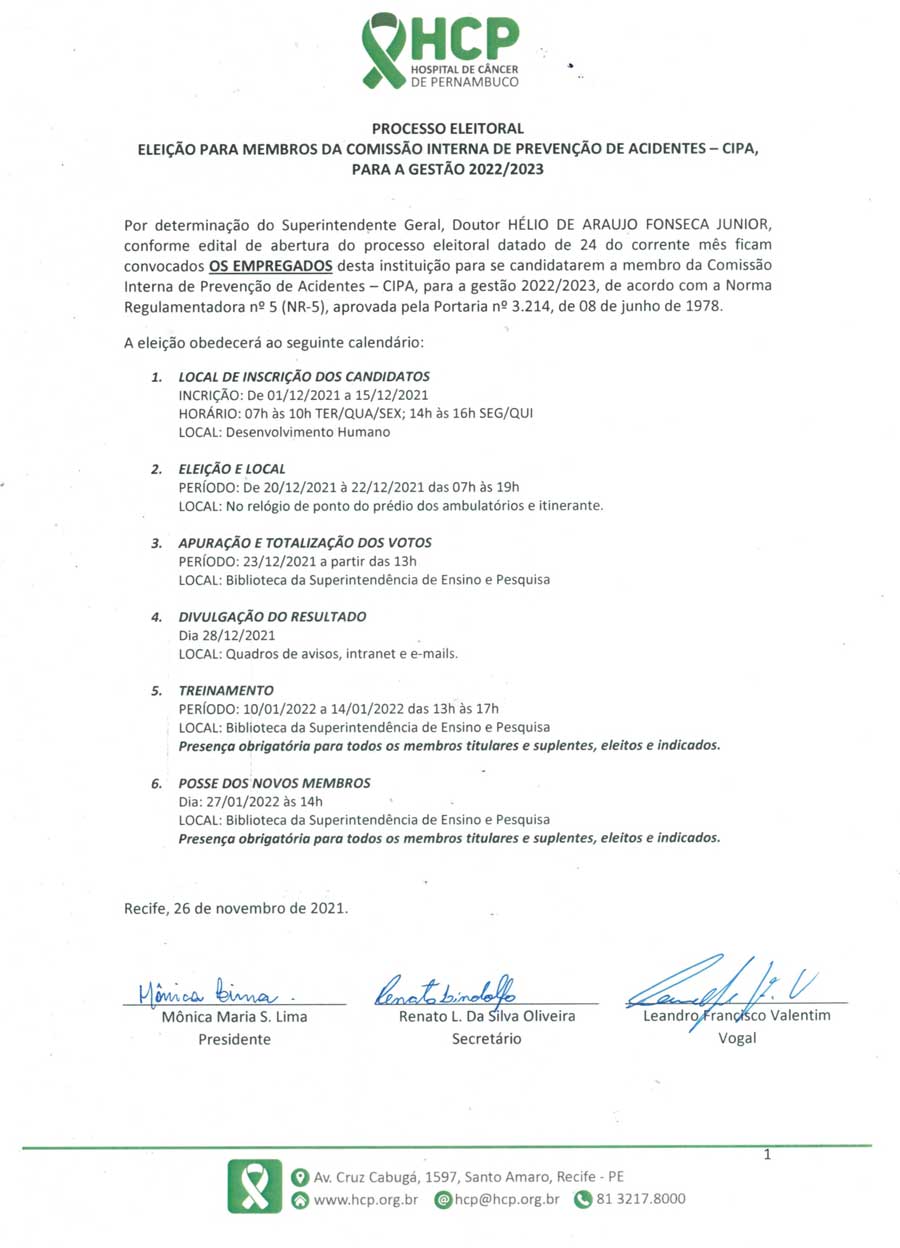 HCP
HOSPITAL DE CÂNCER
DE PERNAMBUCO
PROCESSO ELEITORAL
ELEIÇÃO PARA MEMBROS DA COMISSÃO INTERNA DE PREVENÇÃO DE ACIDENTES – CIPA,
PARA A GESTÃO 2022/2023
Por determinação do Superintendente Geral, Doutor HÉLIO DE ARAUJO FONSECA JUNIOR,
conforme edital de abertura do processo eleitoral datado de 24 do corrente mês ficam
convocados OS EMPREGADOS desta instituição para se candidatarem a membro da Comissão
Interna de Prevenção de Acidentes – CIPA, para a gestão 2022/2023, de acordo com a Norma
Regulamentadora nº 5 (NR-5), aprovada pela Portaria nº 3.214, de 08 de junho de 1978.
A eleição obedecerá ao seguinte calendário:
1. LOCAL DE INSCRIÇÃO DOS CANDIDATOS
INCRIÇÃO: De 01/12/2021 a 15/12/2021
HORÁRIO: 07h às 10h TER/QUA/SEX; 14h às 16h SEG/QUI
LOCAL: Desenvolvimento Humano
2. ELEIÇÃO E LOCAL
PERÍODO: De 20/12/2021 à 22/12/2021 das 07h às 19h
LOCAL: No relógio de ponto do prédio dos ambulatórios e itinerante.
3. APURAÇÃO E TOTALIZAÇÃO DOS VOTOS
PERÍODO: 23/12/2021 a partir das 13h
LOCAL: Biblioteca da Superintendência de Ensino e Pesquisa
4. DIVULGAÇÃO DO RESULTADO
Dia 28/12/2021
LOCAL: Quadros de avisos, intranet e e-mails.
5. TREINAMENTO
PERÍODO: 10/01/2022 a 14/01/2022 das 13h às 17h
LOCAL: Biblioteca da Superintendência de Ensino e Pesquisa
Presença obrigatória para todos os membros titulares e suplentes, eleitos e indicados.
6. POSSE DOS NOVOS MEMBROS
Dia: 27/01/2022 às 14h
LOCAL: Biblioteca da Superintendência de Ensino e Pesquisa
Presença obrigatória para todos os membros titulares e suplentes, eleitos e indicados.
Recife, 26 de novembro de 2021.
Mônica Lima. Renato Lindolfo
Mônica Maria S. Lima Renato L. Da Silva Oliveira Leandro Francisco Valentim
Presidente Secretário Vogal
1
Av. Cruz Cabugá, 1597, Santo Amaro, Recife - PE
www.hcp.org.br @hcp@hcp.org.br 81 3217.8000